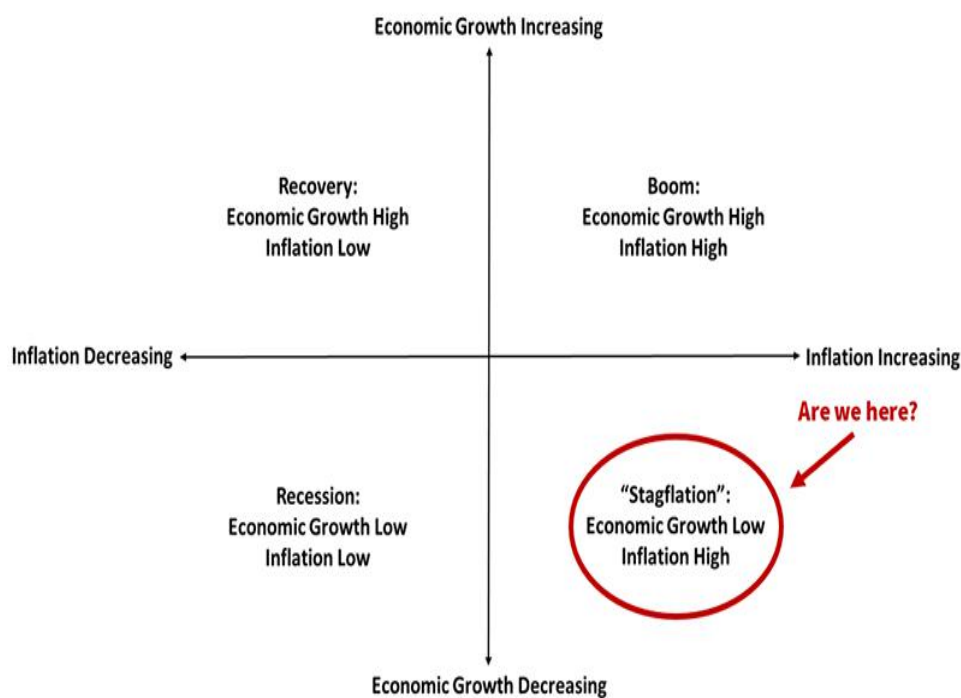 Economic Growth Increasing
Recovery:
Economic Growth High
Inflation Low
Boom:
Economic Growth High
Inflation High
Inflation Decreasing
Inflation Increasing
Are we here?
Recession:
Economic Growth Low
Inflation Low
“Stagflation”:
Economic Growth Low
Inflation High
Economic Growth Decreasing